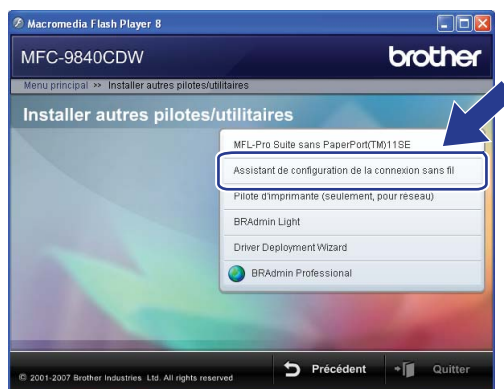 Macromedia Flash Player 8
MFC-9840CDW
brother
Menu principal >> Installer autres pilotes/utilitaires
Installer autres pilotes/utilitaires
MFL-Pro Suite sans PaperPort(TM)11SE
Assistant de configuration de la connexion sans fil
Pilote d'imprimante (seulement, pour réseau)
BRAdmin Light
Driver Deployment Wizard
BRAdmin Professional
© 2001-2007 Brother Industries Ltd. All rights reserved
Précédent
Quitter